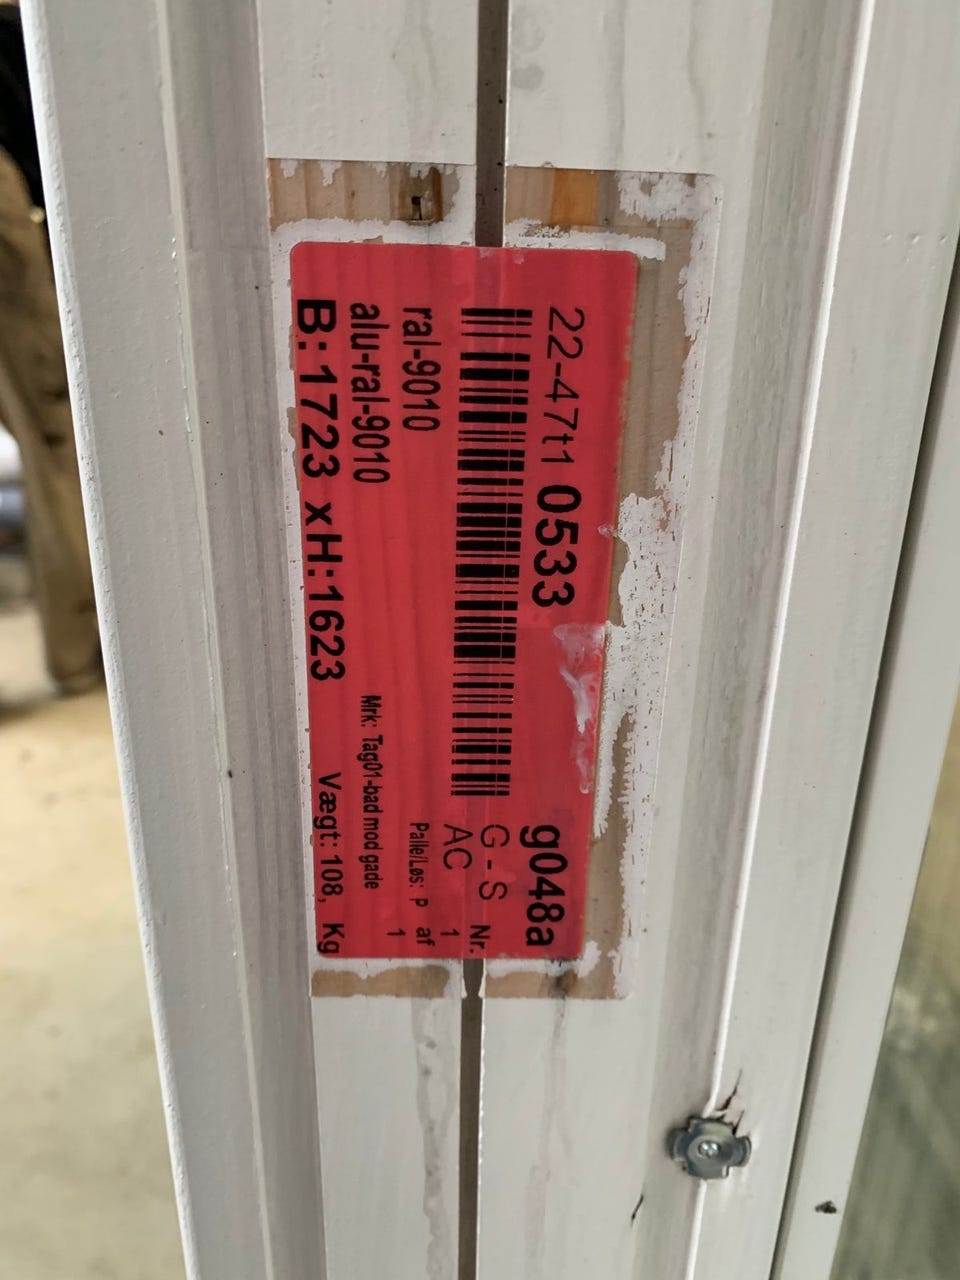 22-47t1 0533
g048a
G - S Nr.
AC 1
ral-9010
Palle/Løs: P af
1
alu-ral-9010
Mrk: Tag01-bad mod gade
B: 1723 xH:1623 Vægt: 108, Kg